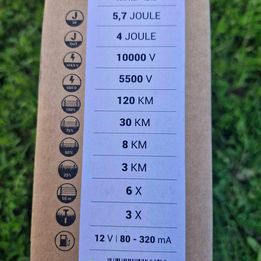 5,7 JOULE
4 JOULE
10000 V
5500 V
120 KM
30 KM
8 KM
3 KM
6 X
3 X
12 V | 80 - 320 mA